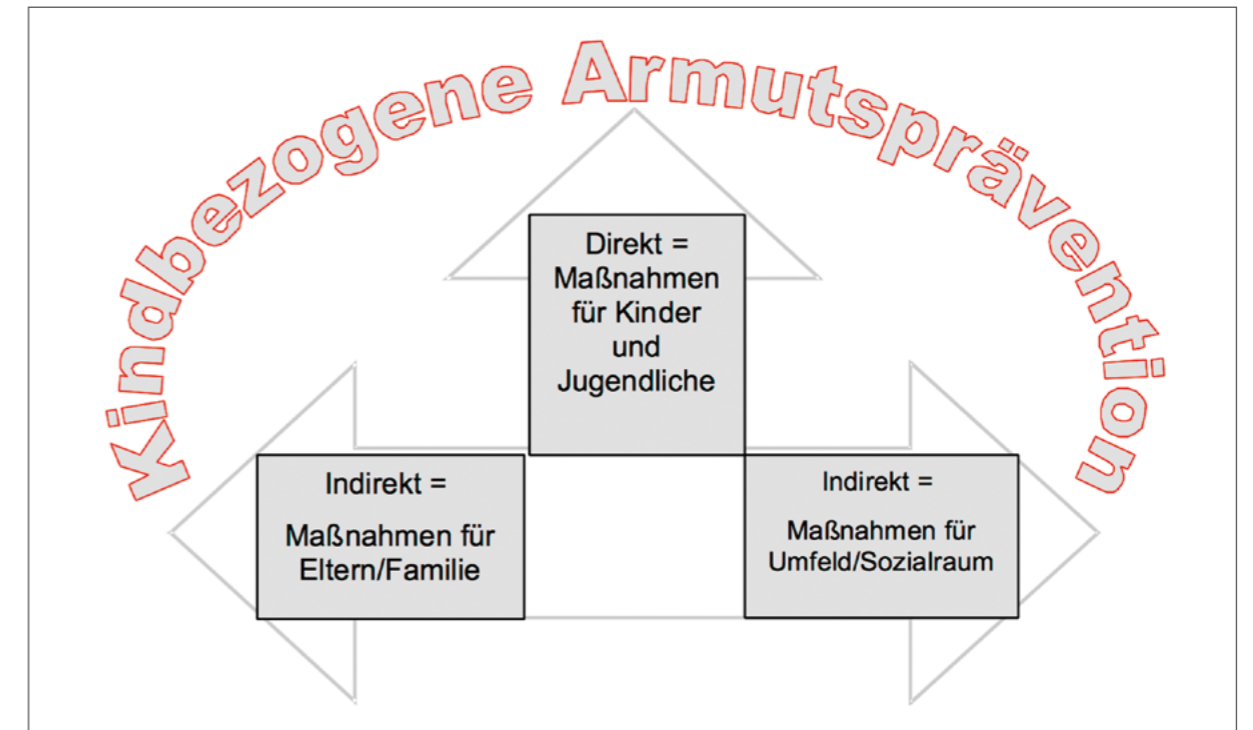 Kindbezogene Armutsprävention
Direkt =
Maßnahmen
für Kinder
und
Jugendliche
Indirekt =
Maßnahmen für
Eltern/Familie
Indirekt =
Maßnahmen für
Umfeld/Sozialraum